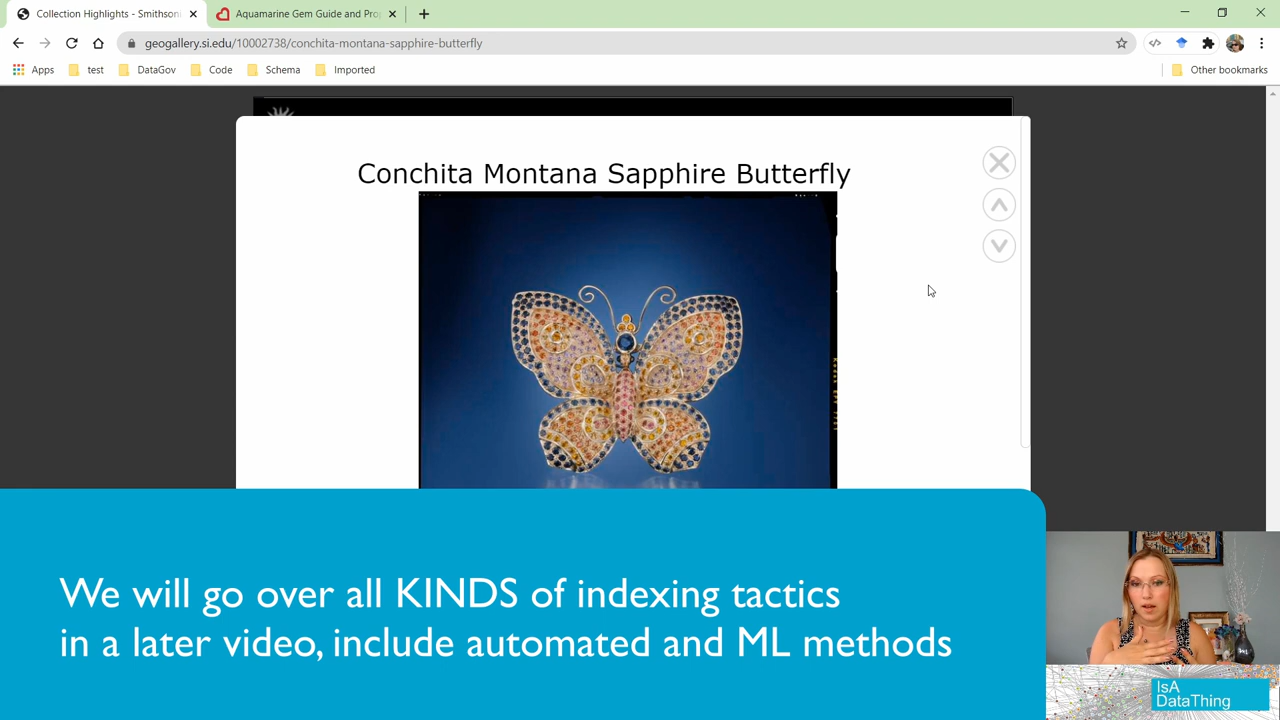 Collection Highlights - Smithson
Aquamarine Gem Guide and Pro
geogallery.si.edu/10002738/conchita-montana-sapphire-butterfly
Apps
test
DataGov
Code
Schema
Imported
Other bookmarks
Conchita Montana Sapphire Butterfly
We will go over all KINDS of indexing tactics
in a later video, include automated and ML methods
IsA
DataThing